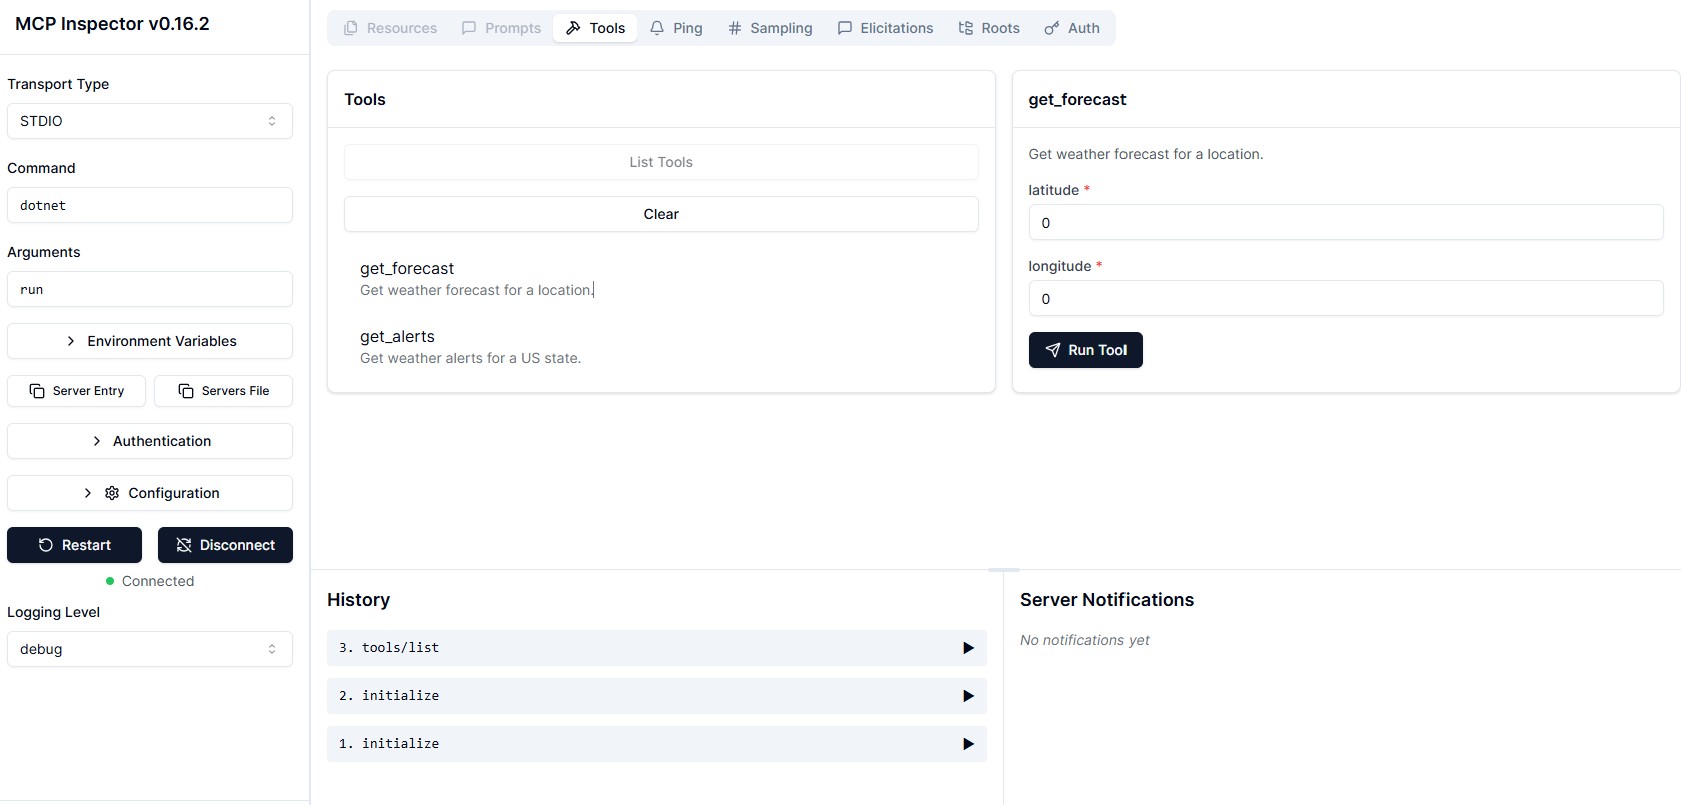 MCP Inspector v0.16.2
Transport Type
STDIO
Command
dotnet
Arguments
run
Environment Variables
Server Entry
Servers File
Authentication
Configuration
Restart
Disconnect
Connected
Logging Level
debug
Resources
Prompts
Tools
Ping
Sampling
Elicitations
Roots
Auth
Tools
List Tools
Clear
get_forecast
Get weather forecast for a location.
get_alerts
Get weather alerts for a US state.
get_forecast
Get weather forecast for a location.
latitude *
0
longitude *
0
Run Tool
History
3. tools/list
2. initialize
1. initialize
Server Notifications
No notifications yet